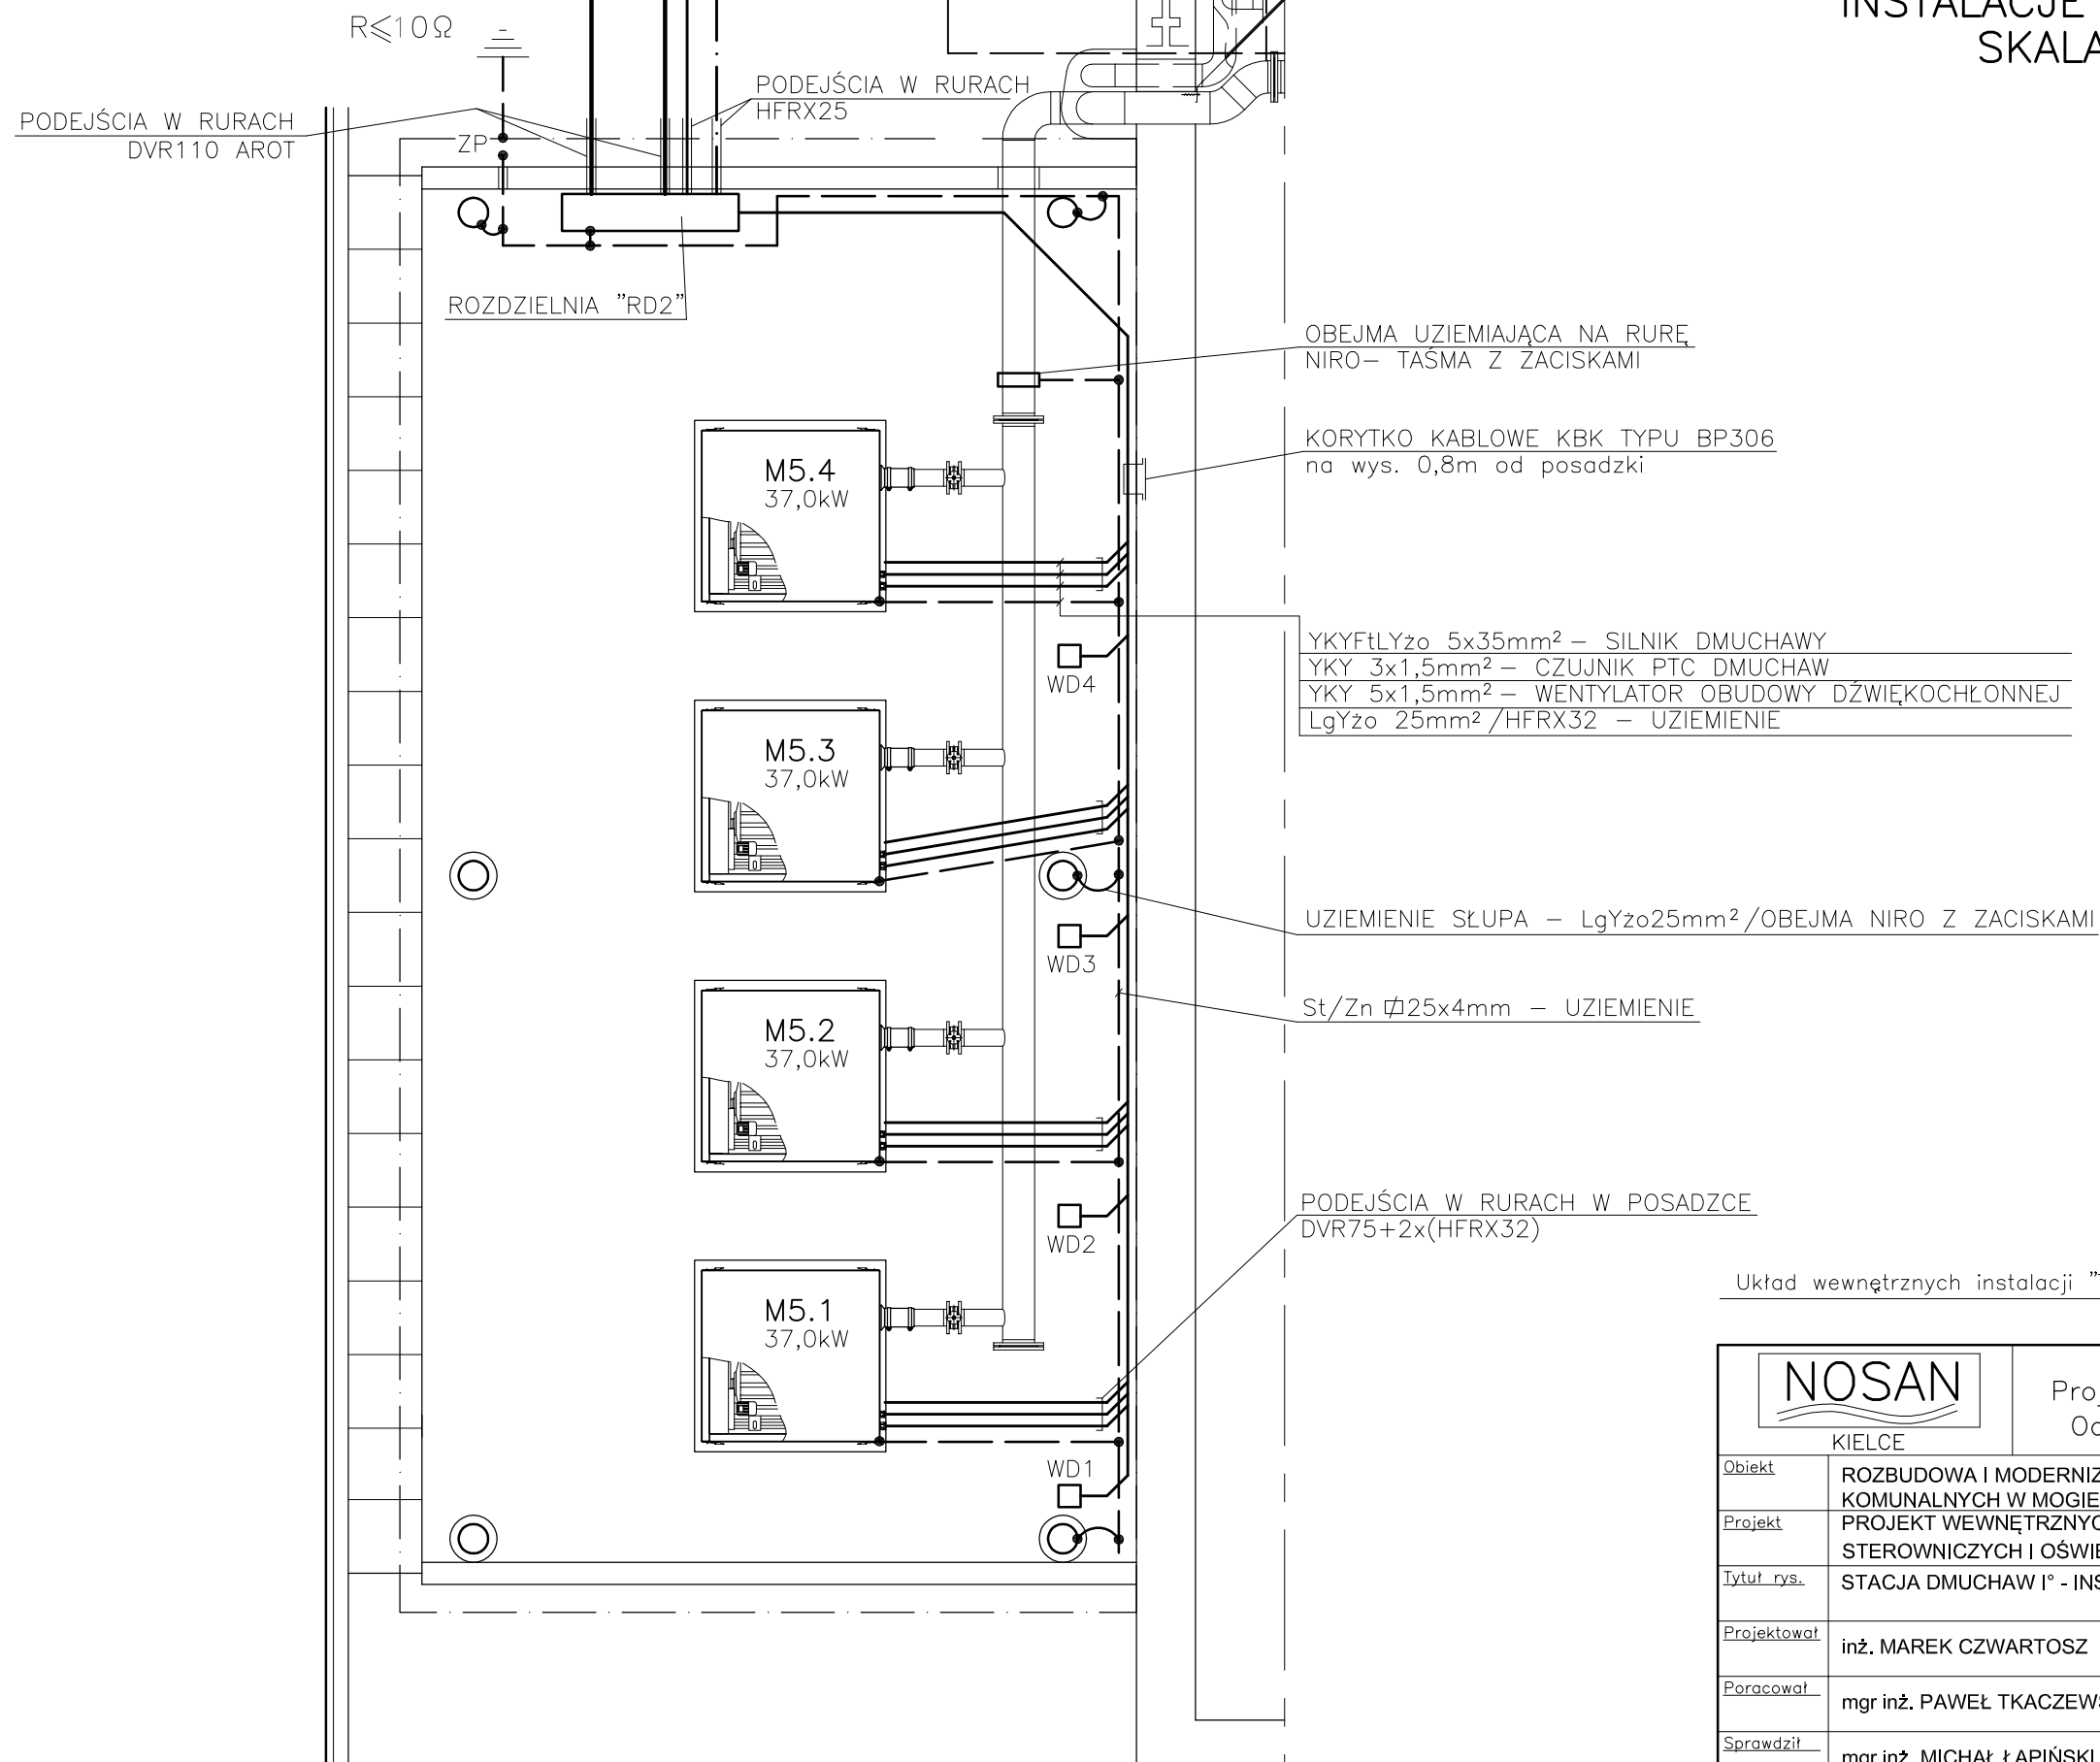 INSTALACJE
SKALA
R≤10Ω
PODEJŚCIA W RURACH
HFRX25
PODEJŚCIA W RURACH
DVR110 AROT
ZP
ROZDZIELNIA "RD2"
OBEJMA UZIEMIAJĄCA NA RURĘ
NIRO– TAŚMA Z ZACISKAMI
KORYTKO KABLOWE KBK TYPU BP306
na wys. 0,8m od posadzki
M5.4
37,0kW
YKYFtLYżo 5x35mm² – SILNIK DMUCHAWY
YKY 3x1,5mm² – CZUJNIK PTC DMUCHAW
YKY 5x1,5mm² – WENTYLATOR OBUDOWY DŹWIĘKOCHŁONNEJ
LgYżo 25mm²/HFRX32 – UZIEMIENIE
WD4
M5.3
37,0kW
UZIEMIENIE SŁUPA – LgYżo25mm²/OBEJMA NIRO Z ZACISKAMI
WD3
St/Zn 25x4mm – UZIEMIENIE
M5.2
37,0kW
PODEJŚCIA W RURACH W POSADZCE
DVR75+2x(HFRX32)
WD2
M5.1
37,0kW
WD1
Układ wewnętrznych instalacji "
NOSAN
KIELCE
Obiekt
ROZBUDOWA I MODERNIZ
KOMUNALNYCH W MOGIE
Projekt
PROJEKT WEWNĘTRZNYC
STEROWNICZYCH I OŚWIE
Tytuł rys.
STACJA DMUCHAW I° - INS
Projektował
inż. MAREK CZWARTOSZ
Poracował
mgr inż. PAWEŁ TKACZEWS
Sprawdził
mgr inż. MICHAŁ ŁAPIŃSKI